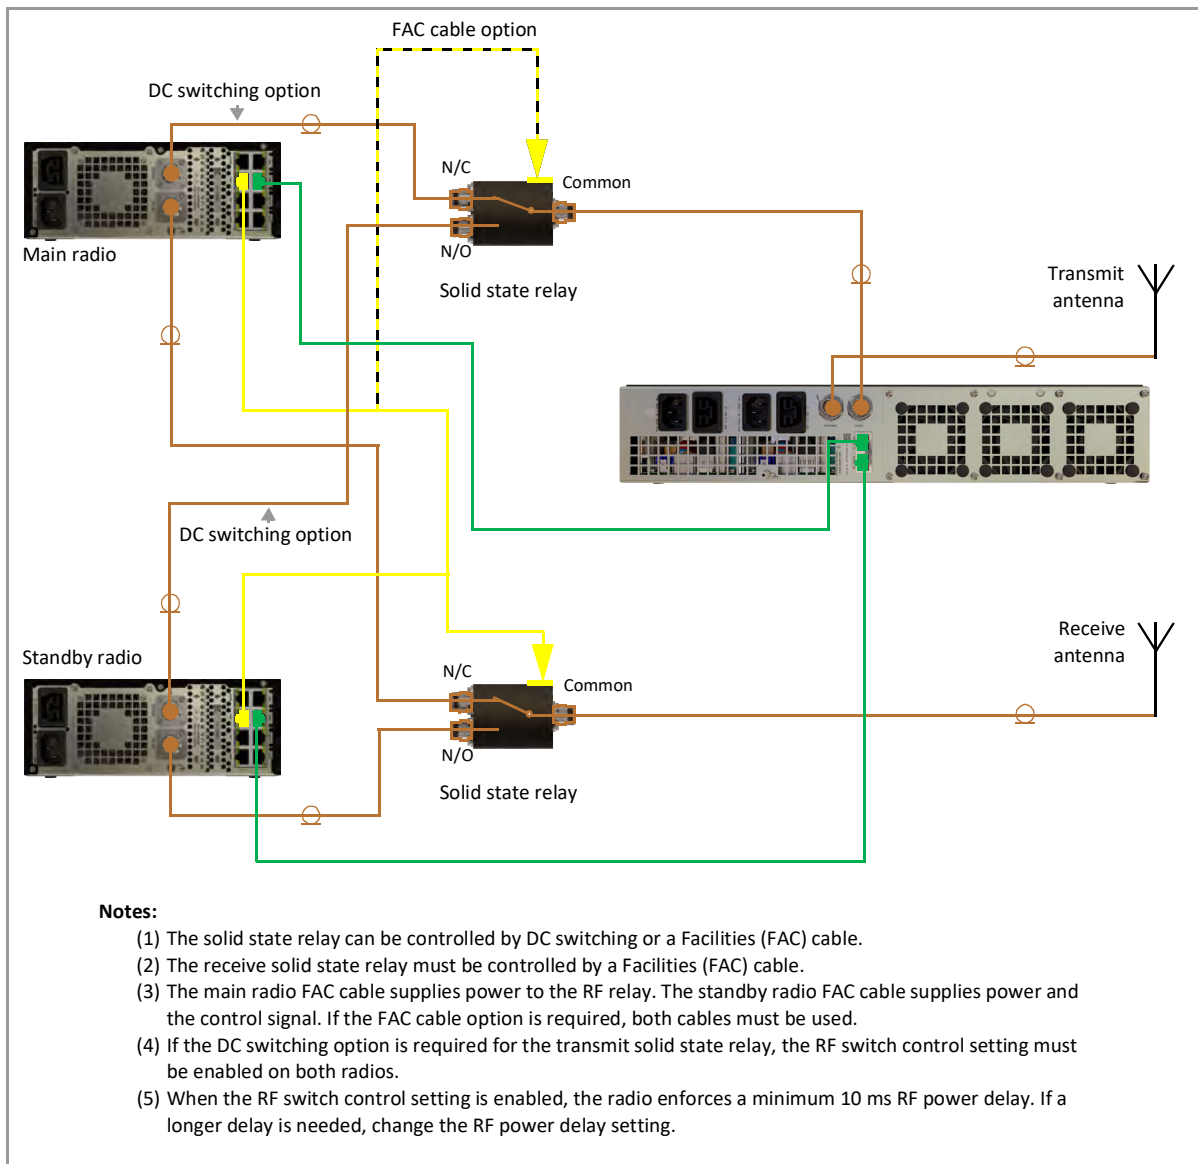 FAC cable option
DC switching option
N/C
Common
Main radio
N/O
Solid state relay
Transmit
antenna
DC switching option
Receive
antenna
Standby radio
N/C
Common
N/O
Solid state relay
Notes:
(1) The solid state relay can be controlled by DC switching or a Facilities (FAC) cable.
(2) The receive solid state relay must be controlled by a Facilities (FAC) cable.
(3) The main radio FAC cable supplies power to the RF relay. The standby radio FAC cable supplies power and
the control signal. If the FAC cable option is required, both cables must be used.
(4) If the DC switching option is required for the transmit solid state relay, the RF switch control setting must
be enabled on both radios.
(5) When the RF switch control setting is enabled, the radio enforces a minimum 10 ms RF power delay. If a
longer delay is needed, change the RF power delay setting.